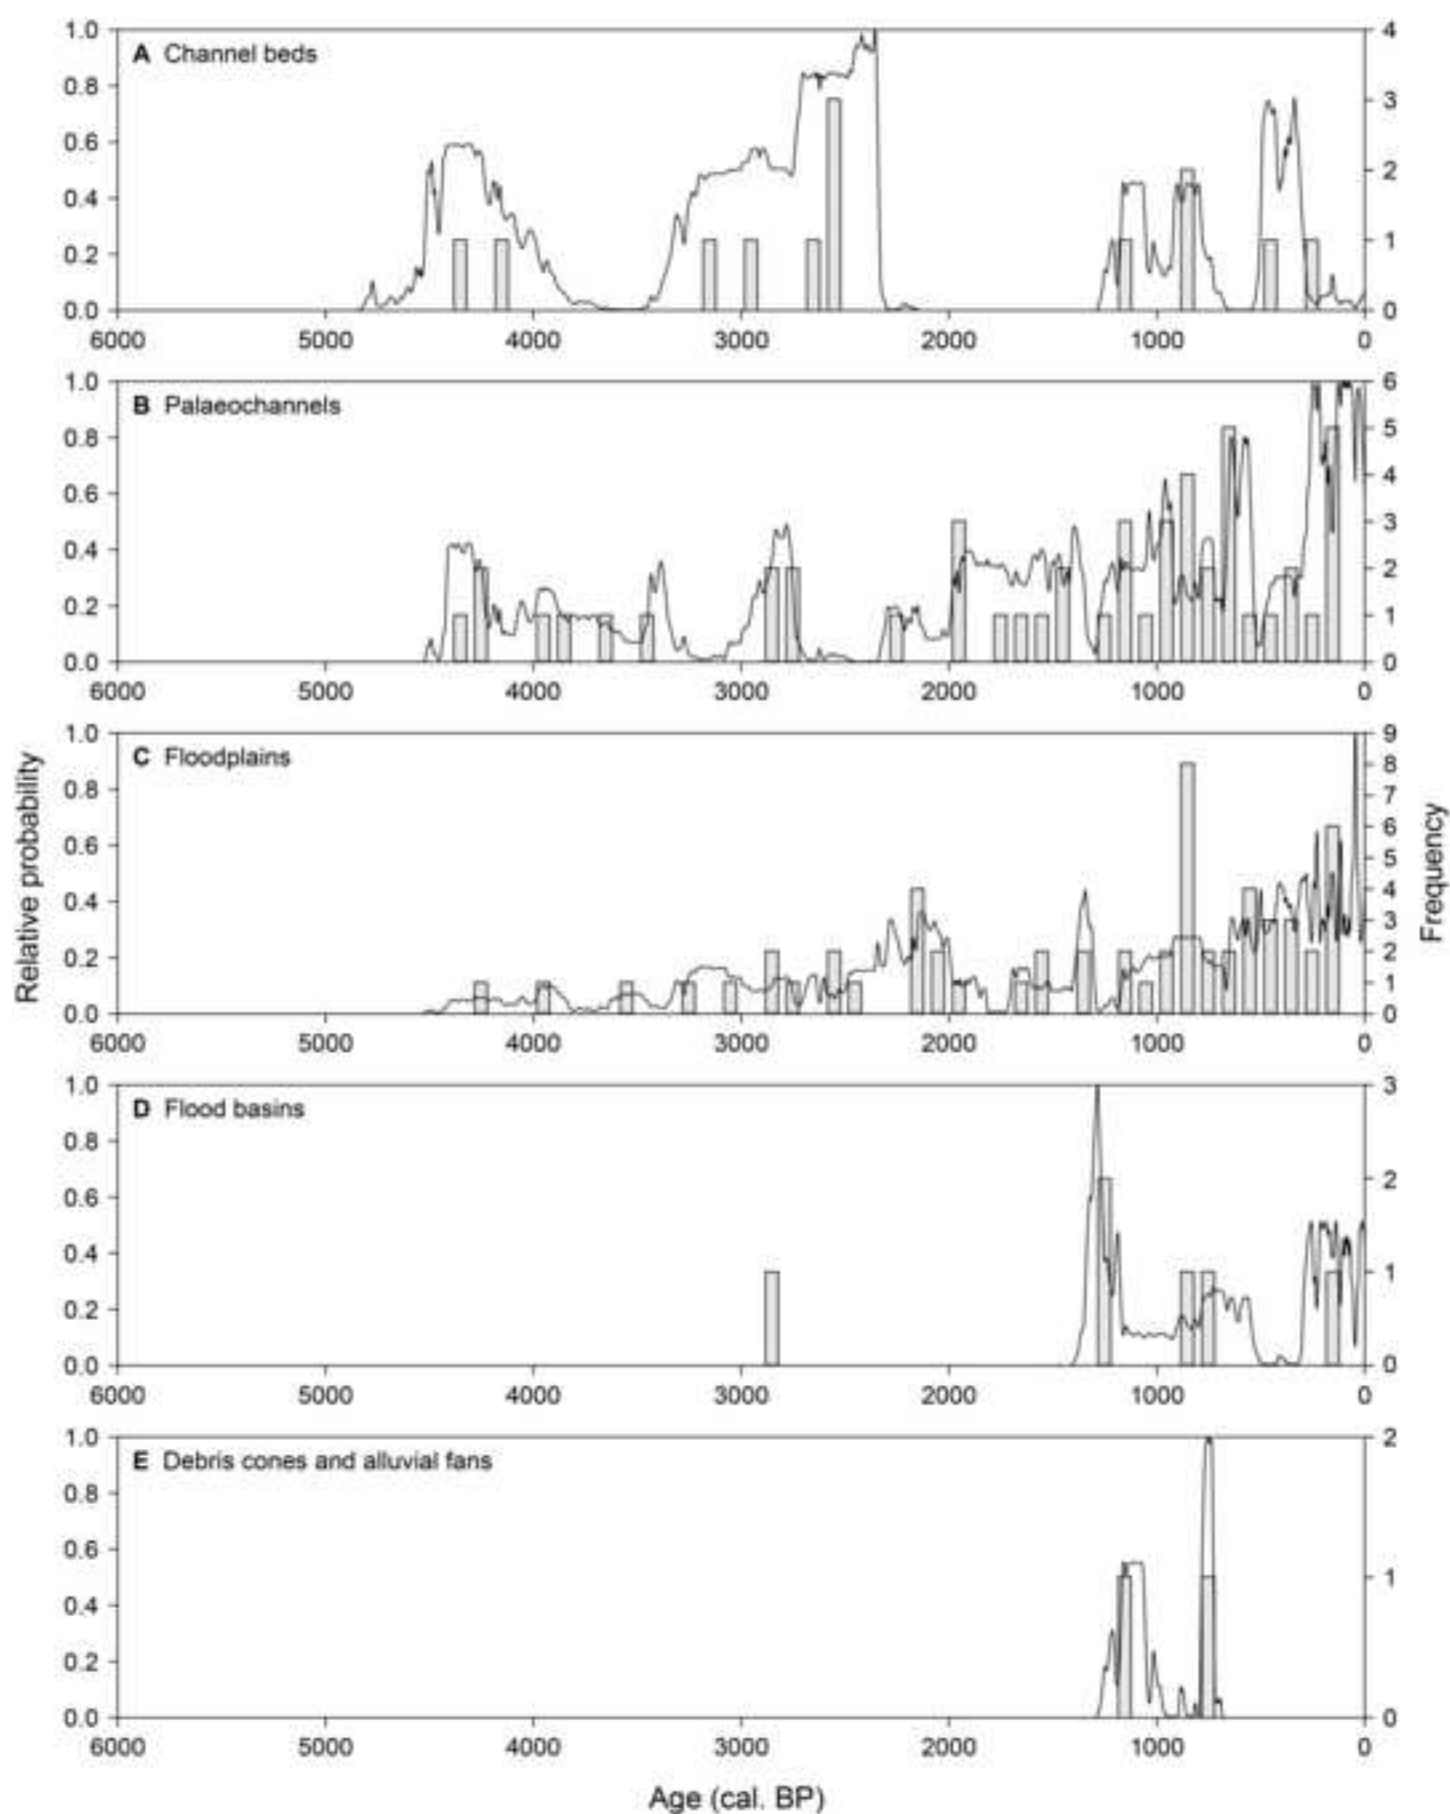 A Channel beds
1.0 4
0.8 3
0.6 2
0.4
0.2 1
0.0 0
6000 5000 4000 3000 2000 1000 0
B Palaeochannels
1.0 6
0.8 5
0.6 4
3
0.4 2
0.2 1
0.0 0
6000 5000 4000 3000 2000 1000 0
C Floodplains
1.0 9
8
0.8 7
0.6 6
5
0.4 4
3
0.2 2
1
0.0 0
6000 5000 4000 3000 2000 1000 0
Relative probability
Frequency
D Flood basins
1.0 3
0.8
0.6 2
0.4
0.2 1
0.0 0
6000 5000 4000 3000 2000 1000 0
E Debris cones and alluvial fans
1.0 2
0.8
0.6
0.4 1
0.2
0.0 0
6000 5000 4000 3000 2000 1000 0
Age (cal. BP)